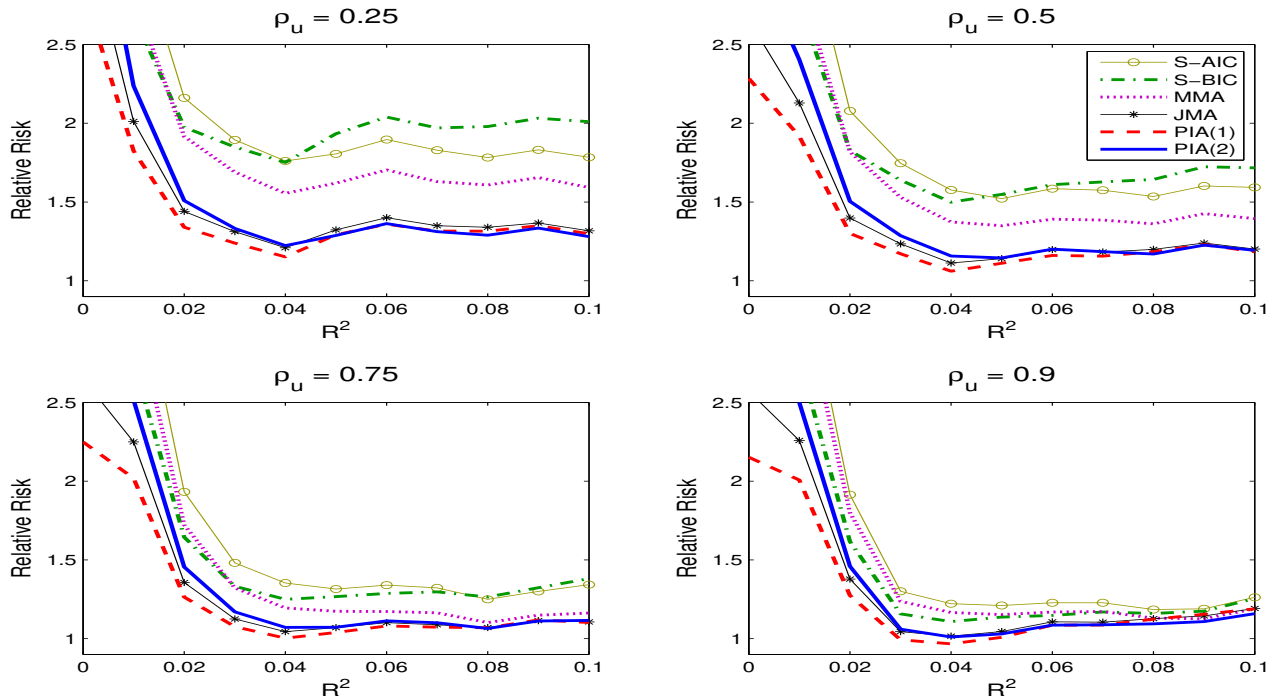 ρu = 0.25
2.5
2
1.5
1
0 0.02 0.04 0.06 0.08 0.1
R2
Relative Risk
ρu = 0.5
2.5
2
1.5
1
0 0.02 0.04 0.06 0.08 0.1
R2
Relative Risk
S−AIC
S−BIC
MMA
JMA
PIA(1)
PIA(2)
ρu = 0.75
2.5
2
1.5
1
0 0.02 0.04 0.06 0.08 0.1
R2
Relative Risk
ρu = 0.9
2.5
2
1.5
1
0 0.02 0.04 0.06 0.08 0.1
R2
Relative Risk